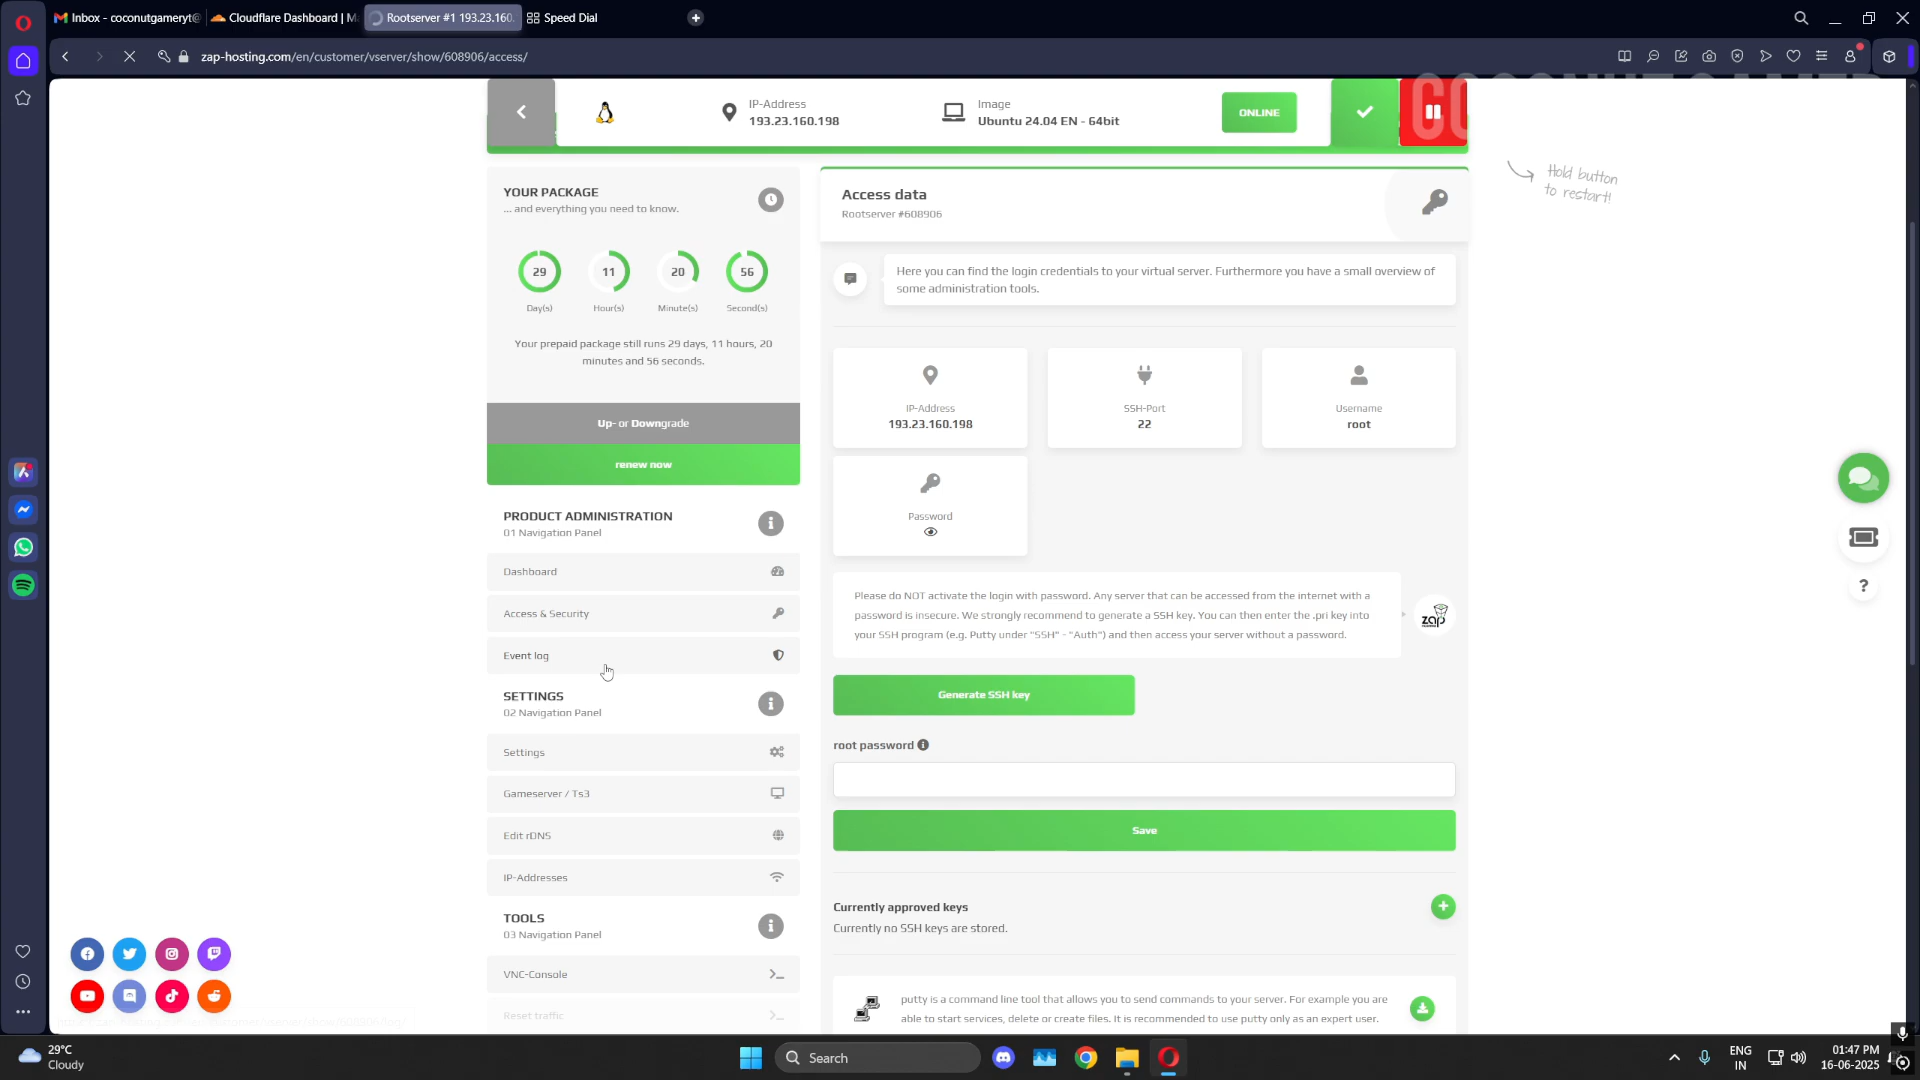 Inbox - coconutgameryt@
Cloudflare Dashboard | Ma
Rootserver #1 193.23.160.
Speed Dial
zap-hosting.com/en/customer/vserver/show/608906/access/
IP-Address
193.23.160.198
Image
Ubuntu 24.04 EN - 64bit
ONLINE
Hold button
to restart!
YOUR PACKAGE
... and everything you need to know.
29
11
20
56
Day(s)
Hour(s)
Minute(s)
Second(s)
Your prepaid package still runs 29 days, 11 hours, 20
minutes and 56 seconds.
Up- or Downgrade
renew now
PRODUCT ADMINISTRATION
01 Navigation Panel
Dashboard
Access & Security
Event log
SETTINGS
02 Navigation Panel
Settings
Gameserver / Ts3
Edit rDNS
IP-Addresses
TOOLS
03 Navigation Panel
VNC-Console
Reset traffic
Access data
Rootserver #608906
Here you can find the login credentials to your virtual server. Furthermore you have a small overview of
some administration tools.
IP-Address
193.23.160.198
SSH-Port
22
Username
root
Password
Please do NOT activate the login with password. Any server that can be accessed from the internet with a
password is insecure. We strongly recommend to generate a SSH key. You can then enter the .pri key into
your SSH program (e.g. Putty under "SSH" - "Auth") and then access your server without a password.
zap
Generate SSH key
root password
Save
Currently approved keys
Currently no SSH keys are stored.
putty is a command line tool that allows you to send commands to your server. For example you are
able to start services, delete or create files. It is recommended to use putty only as an expert user.
?
29°C
Cloudy
Search
ENG
IN
01:47 PM
16-06-2025